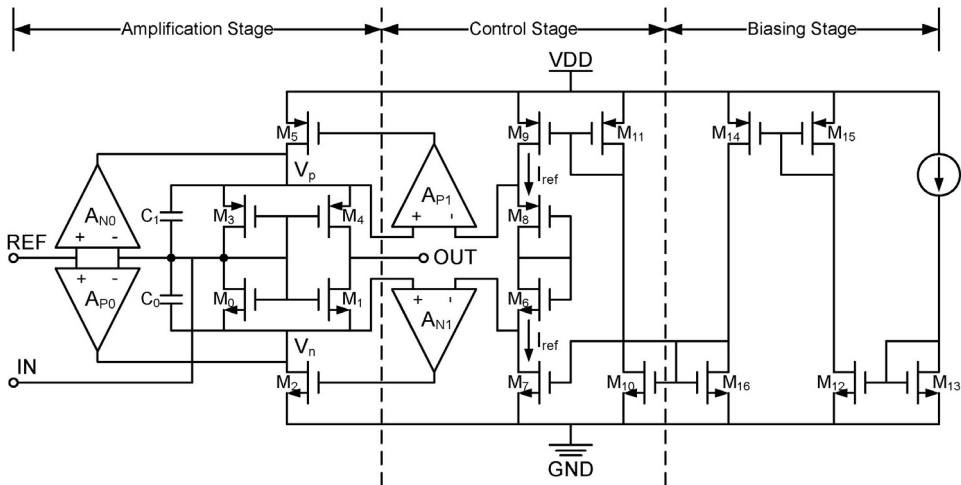 Amplification Stage
Control Stage
Biasing Stage
VDD
M5
M9
M11
M14
M15
Vp
Iref
AN0
C1
M3
M4
AP1
M8
REF
OUT
AP0
C0
M0
M1
AN1
M6
Vn
Iref
IN
M2
M7
M10
M16
M12
M13
GND
+ -
+ -
+ -
+ -